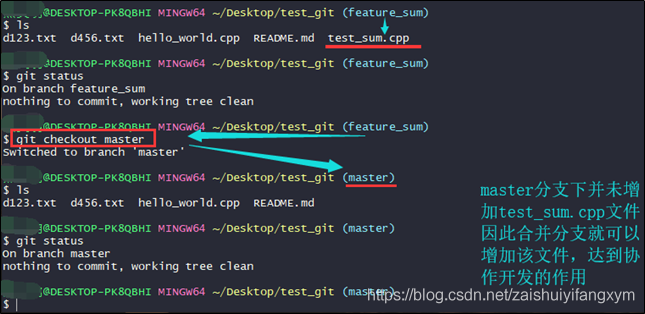 @DESKTOP-PK8QBHI MINGW64 ~/Desktop/test_git (feature_sum)
$ ls
d123.txt d456.txt hello_world.cpp README.md test_sum.cpp
@DESKTOP-PK8QBHI MINGW64 ~/Desktop/test_git (feature_sum)
$ git status
On branch feature_sum
nothing to commit, working tree clean
@DESKTOP-PK8QBHI MINGW64 ~/Desktop/test_git (feature_sum)
$ git checkout master
Switched to branch 'master'
@DESKTOP-PK8QBHI MINGW64 ~/Desktop/test_git (master)
$ ls
d123.txt d456.txt hello_world.cpp README.md
@DESKTOP-PK8QBHI MINGW64 ~/Desktop/test_git (master)
$ git status
On branch master
nothing to commit, working tree clean
@DESKTOP-PK8QBHI MINGW64 ~/Desktop/test_git (master)
$
master分支下并未增
加test_sum.cpp文件
因此合并分支就可以
增加该文件，达到协
作开发的作用
https://blog.csdn.net/zaishuiyifangxym